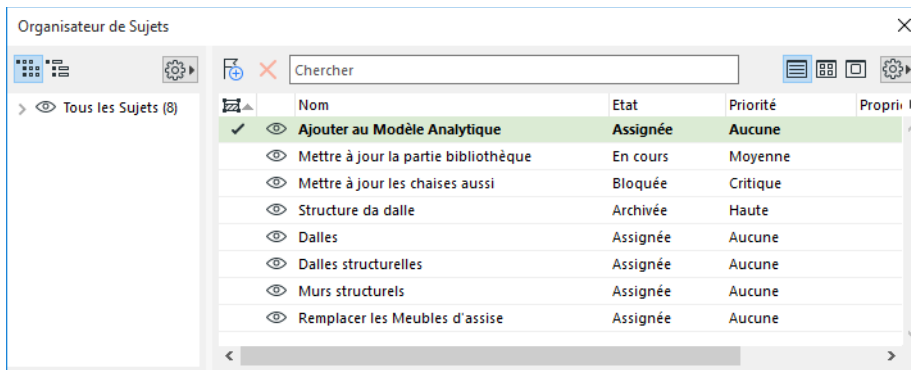 Organisateur de Sujets
Chercher
Tous les Sujets (8)
Nom Etat Priorité Propri
Ajouter au Modèle Analytique Assignée Aucune
Mettre à jour la partie bibliothèque En cours Moyenne
Mettre à jour les chaises aussi Bloquée Critique
Structure da dalle Archivée Haute
Dalles Assignée Aucune
Dalles structurelles Assignée Aucune
Murs structurels Assignée Aucune
Remplacer les Meubles d'assise Assignée Aucune